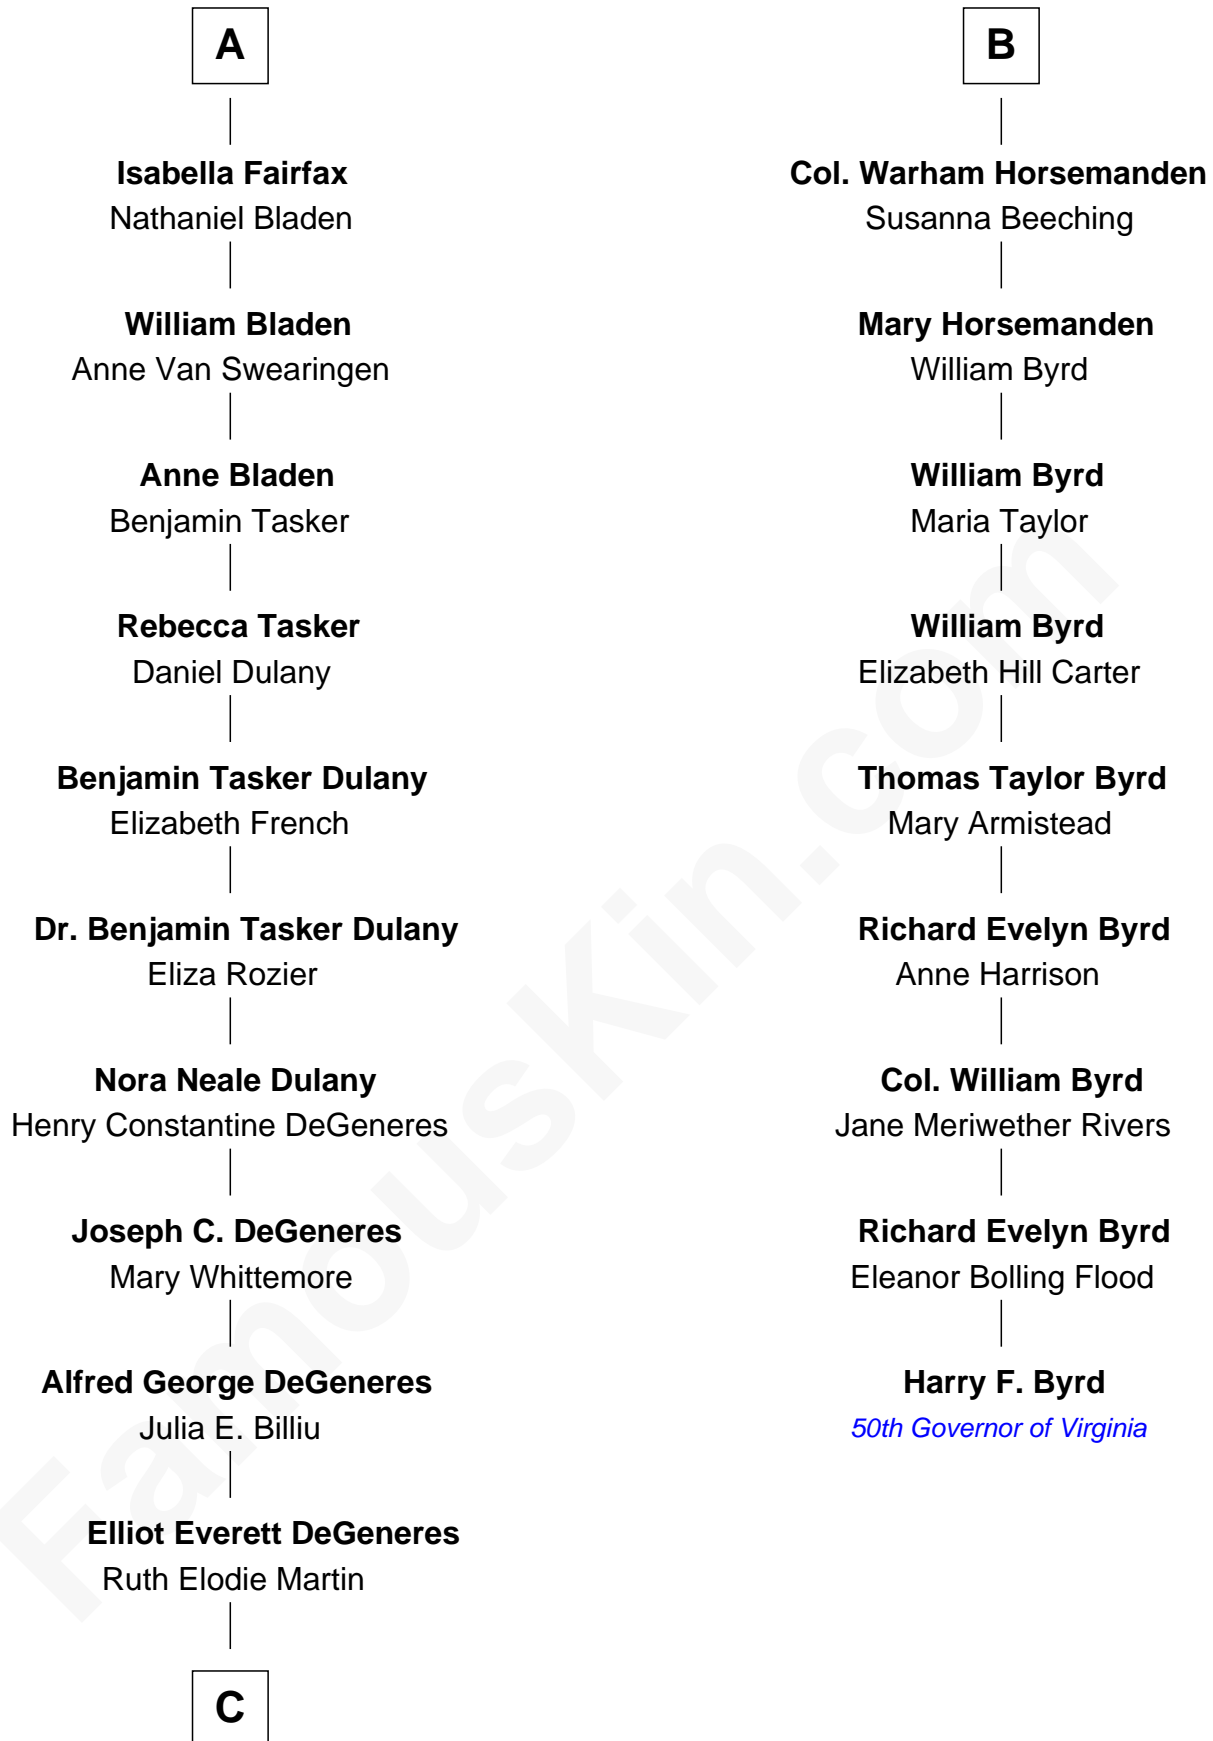 A
Isabella Fairfax
Nathaniel Bladen
William Bladen
Anne Van Swearingen
Anne Bladen
Benjamin Tasker
Rebecca Tasker
Daniel Dulany
Benjamin Tasker Dulany
Elizabeth French
Dr. Benjamin Tasker Dulany
Eliza Rozier
Nora Neale Dulany
Henry Constantine DeGeneres
Joseph C. DeGeneres
Mary Whittemore
Alfred George DeGeneres
Julia E. Billiu
Elliot Everett DeGeneres
Ruth Elodie Martin
C
B
Col. Warham Horsemanden
Susanna Beeching
Mary Horsemanden
William Byrd
William Byrd
Maria Taylor
William Byrd
Elizabeth Hill Carter
Thomas Taylor Byrd
Mary Armistead
Richard Evelyn Byrd
Anne Harrison
Col. William Byrd
Jane Meriwether Rivers
Richard Evelyn Byrd
Eleanor Bolling Flood
Harry F. Byrd
50th Governor of Virginia
FamousKin.com